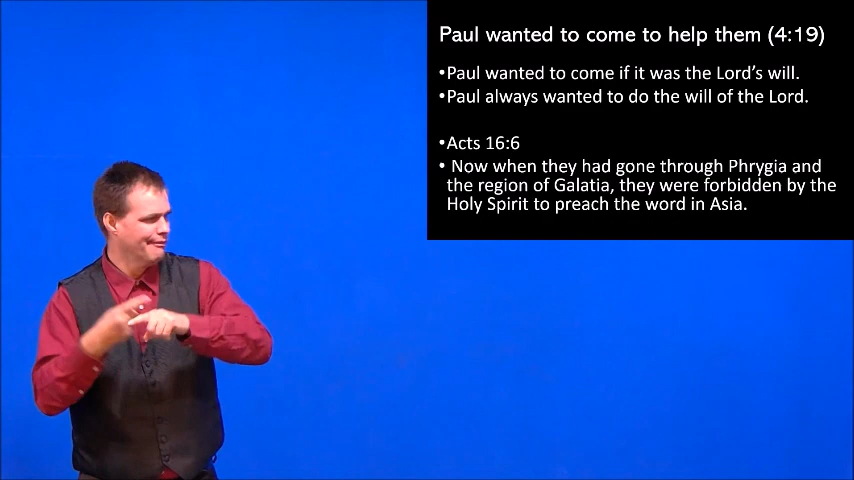 Paul wanted to come to help them (4:19)
•Paul wanted to come if it was the Lord's will.
•Paul always wanted to do the will of the Lord.
•Acts 16:6
• Now when they had gone through Phrygia and
the region of Galatia, they were forbidden by the
Holy Spirit to preach the word in Asia.